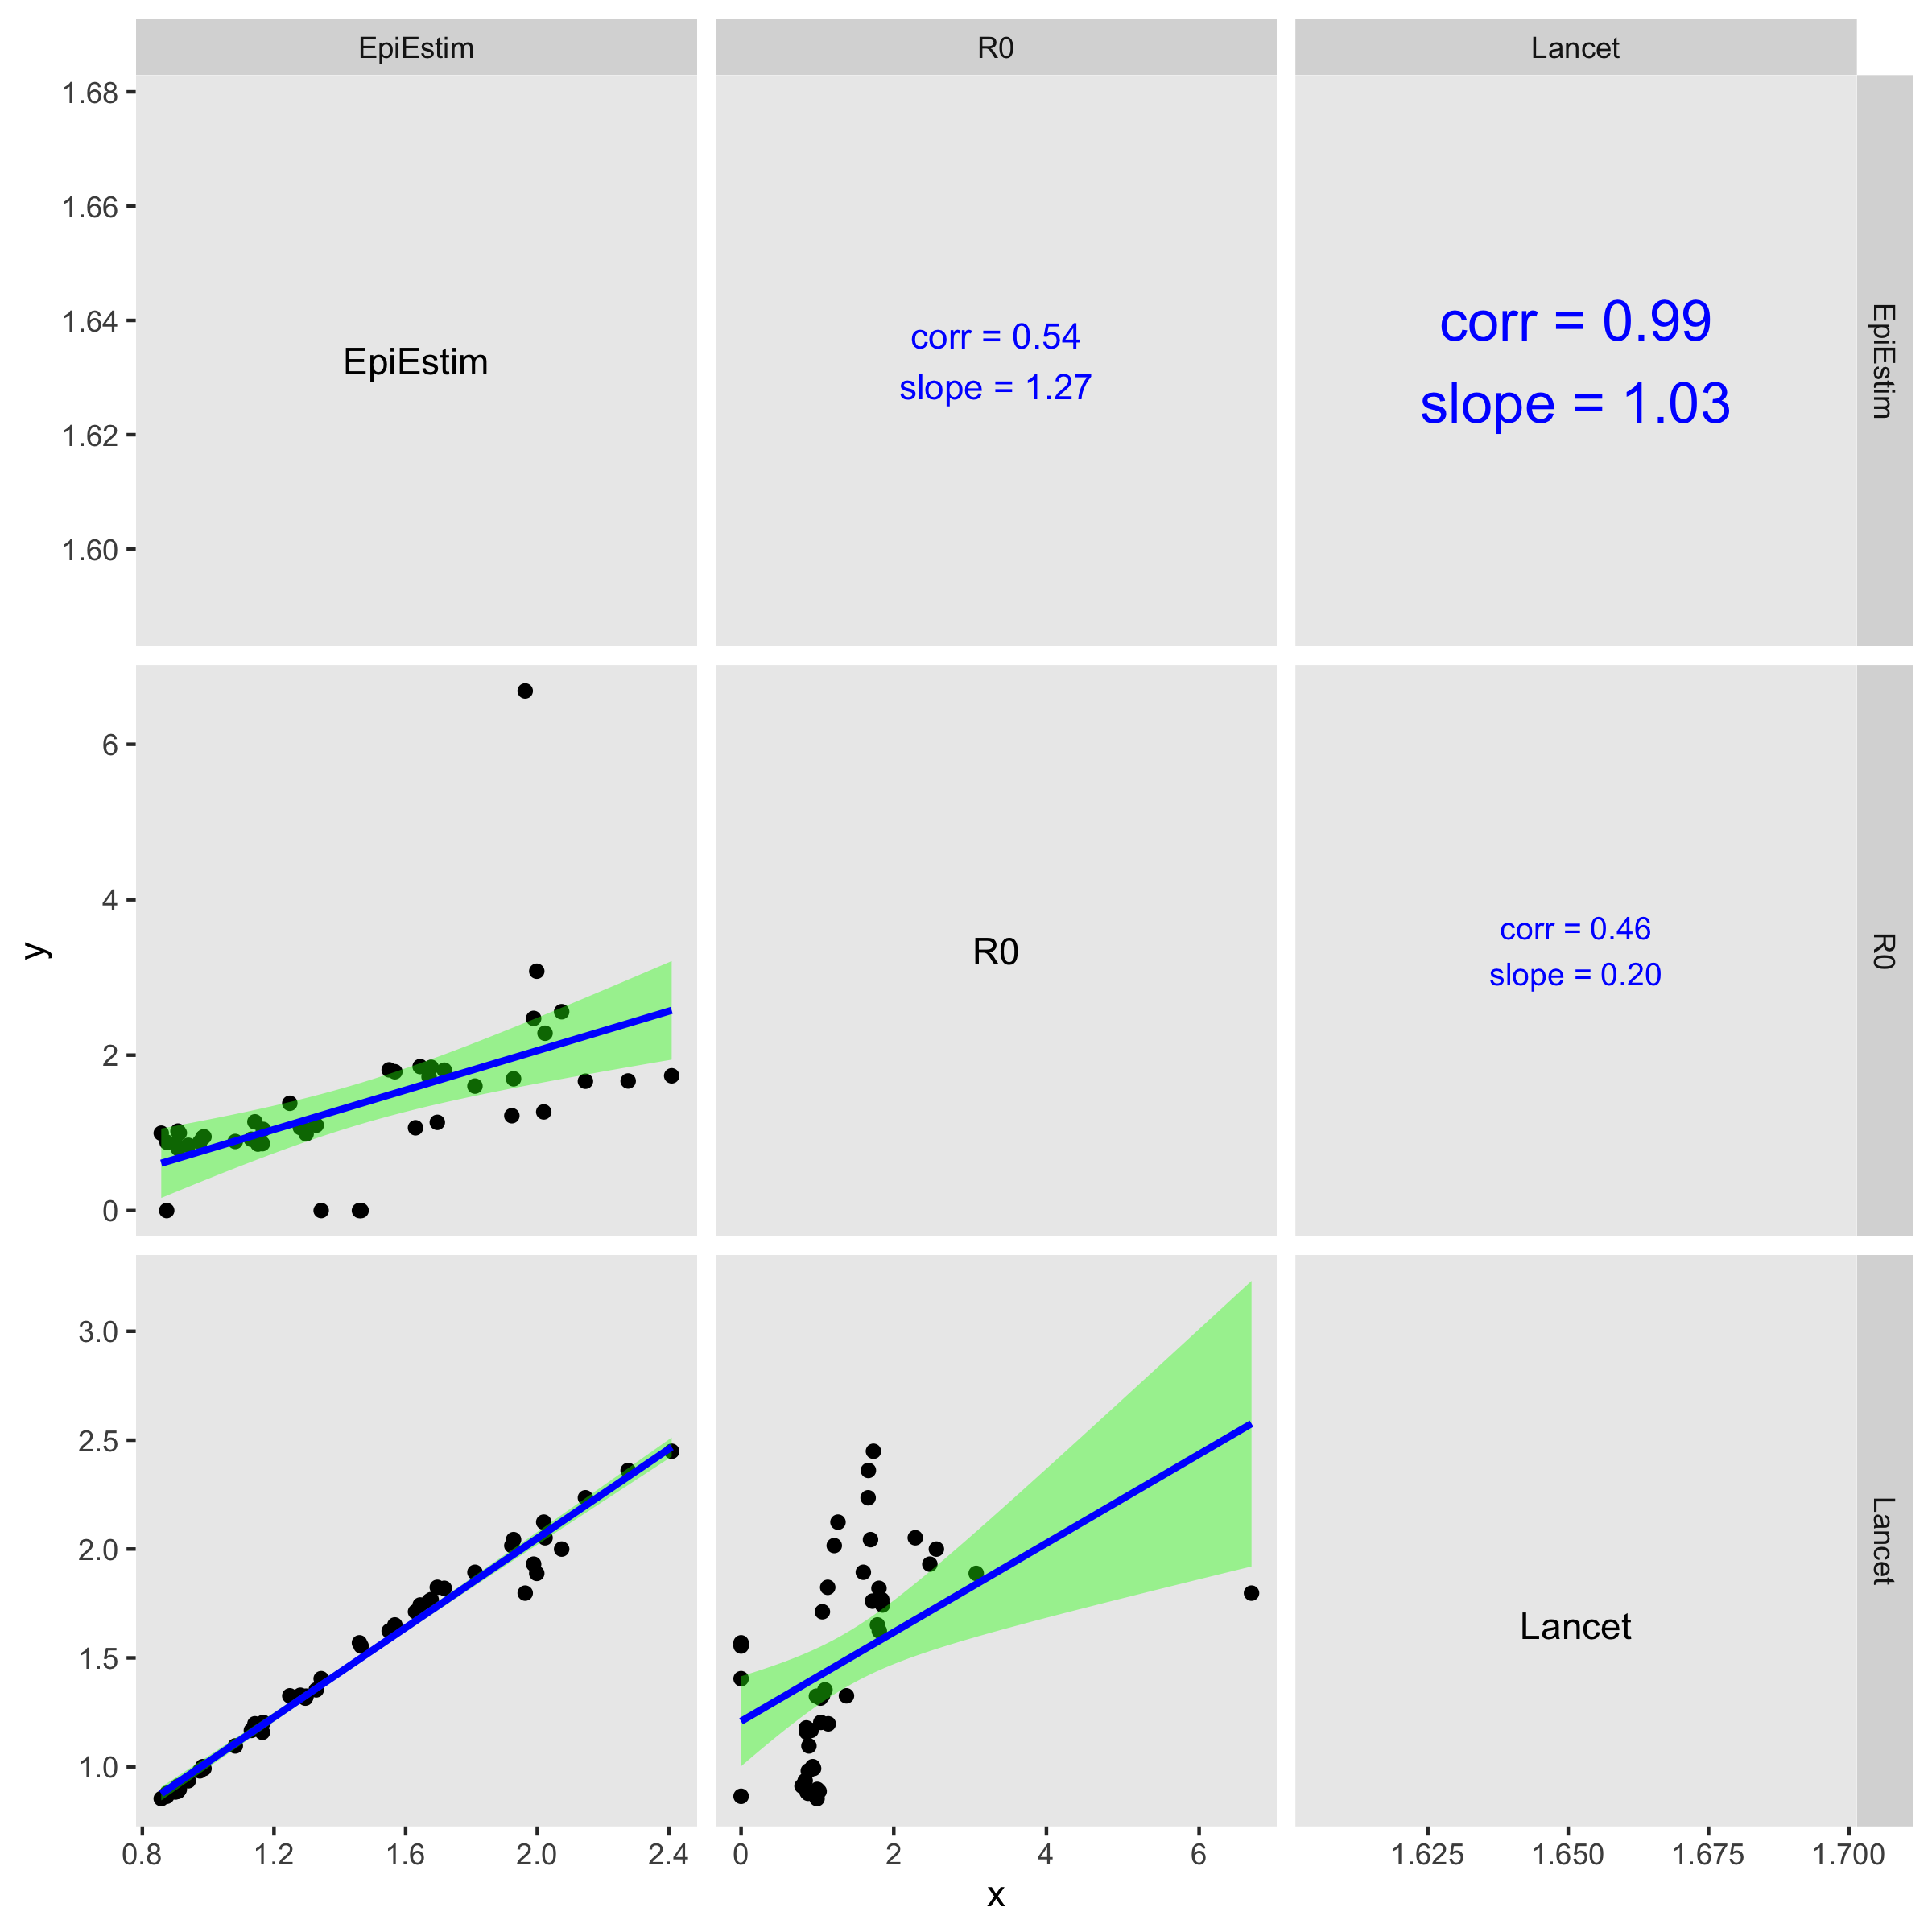 EpiEstim R0 Lancet
1.68
1.66
1.64
1.62
1.60
EpiEstim
corr = 0.54
slope = 1.27
corr = 0.99
slope = 1.03
EpiEstim
6
4
2
0
R0
corr = 0.46
slope = 0.20
R0
y
3.0
2.5
2.0
1.5
1.0
Lancet
Lancet
0.8 1.2 1.6 2.0 2.4 0 2 4 6 1.625 1.650 1.675 1.700
x